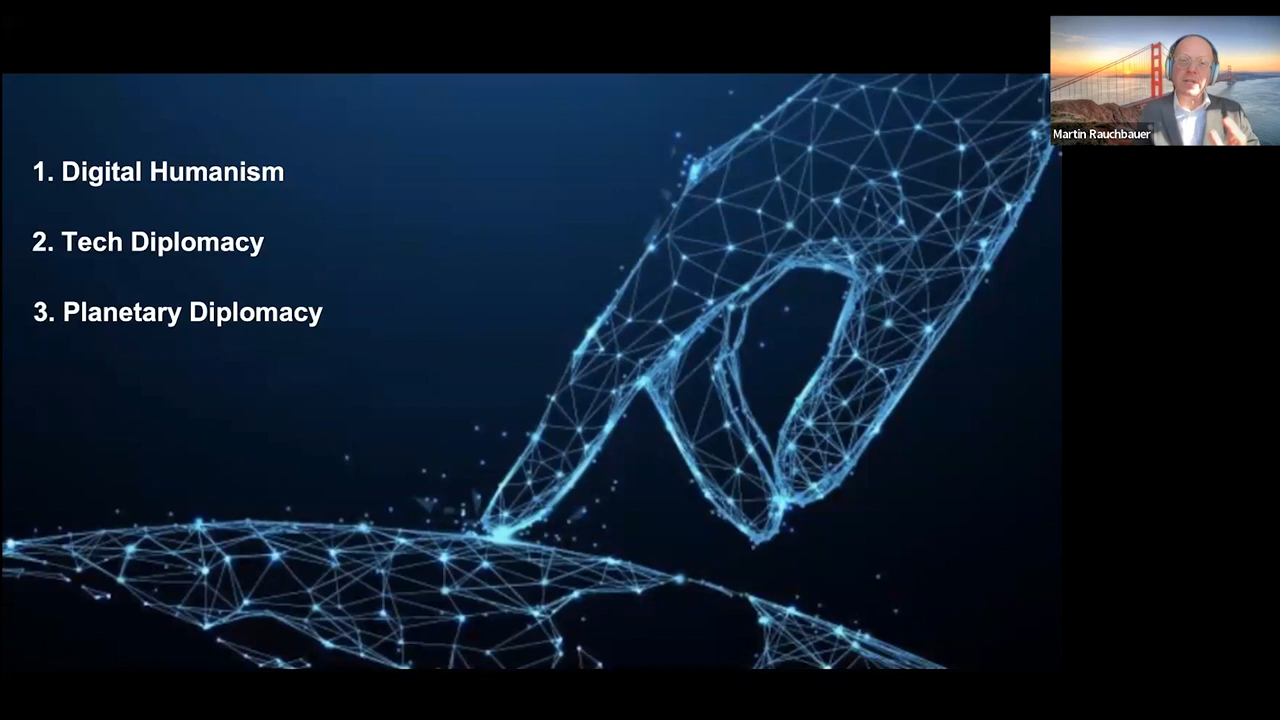 1. Digital Humanism
2. Tech Diplomacy
3. Planetary Diplomacy
Martin Rauchbauer